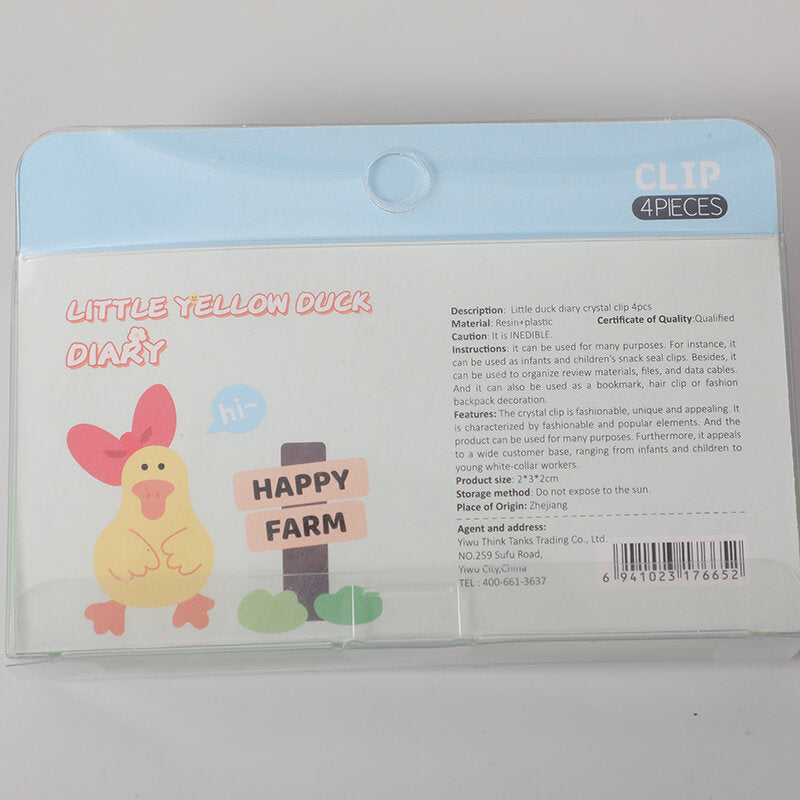 CLIP
4PIECES
LITTLE YELLOW DUCK
DIARY
hi~
HAPPY
FARM
Description: Little duck diary crystal clip 4pcs
Material: Resin+plastic Certificate of Quality:Qualified
Caution: It is INEDIBLE.
Instructions: It can be used for many purposes. For instance, it
can be used as infants and children's snack seal clips. Besides, it
can be used to organize review materials, files, and data cables.
And it can also be used as a bookmark, hair clip or fashion
backpack decoration.
Features: The crystal clip is fashionable, unique and appealing. It
is characterized by fashionable and popular elements. And the
product can be used for many purposes. Furthermore, it appeals
to a wide customer base, ranging from infants and children to
young white-collar workers.
Product size: 2*3*2cm
Storage method: Do not expose to the sun.
Place of Origin: Zhejiang
Agent and address:
Yiwu Think Tanks Trading Co., Ltd.
NO.259 Sufu Road,
Yiwu City,China
TEL : 400-661-3637
6 941023 176652